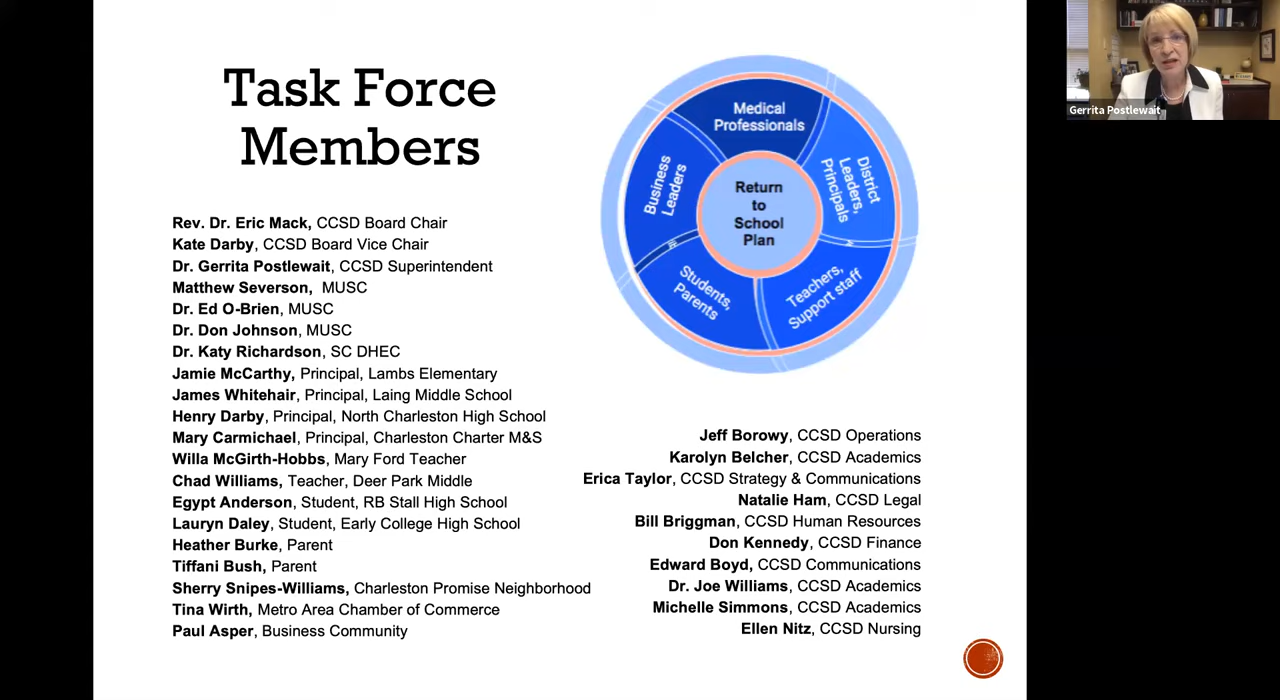 Task Force
Members
Rev. Dr. Eric Mack, CCSD Board Chair
Kate Darby, CCSD Board Vice Chair
Dr. Gerrita Postlewait, CCSD Superintendent
Matthew Severson, MUSC
Dr. Ed O-Brien, MUSC
Dr. Don Johnson, MUSC
Dr. Katy Richardson, SC DHEC
Jamie McCarthy, Principal, Lambs Elementary
James Whitehair, Principal, Laing Middle School
Henry Darby, Principal, North Charleston High School
Mary Carmichael, Principal, Charleston Charter M&S
Willa McGirth-Hobbs, Mary Ford Teacher
Chad Williams, Teacher, Deer Park Middle
Egypt Anderson, Student, RB Stall High School
Lauryn Daley, Student, Early College High School
Heather Burke, Parent
Tiffani Bush, Parent
Sherry Snipes-Williams, Charleston Promise Neighborhood
Tina Wirth, Metro Area Chamber of Commerce
Paul Asper, Business Community
Medical
Professionals
District
Leaders,
Principals
Teachers,
Support staff
Students,
Parents
Business
Leaders
Return
to
School
Plan
Jeff Borowy, CCSD Operations
Karolyn Belcher, CCSD Academics
Erica Taylor, CCSD Strategy & Communications
Natalie Ham, CCSD Legal
Bill Briggman, CCSD Human Resources
Don Kennedy, CCSD Finance
Edward Boyd, CCSD Communications
Dr. Joe Williams, CCSD Academics
Michelle Simmons, CCSD Academics
Ellen Nitz, CCSD Nursing
Gerrita Postlewait